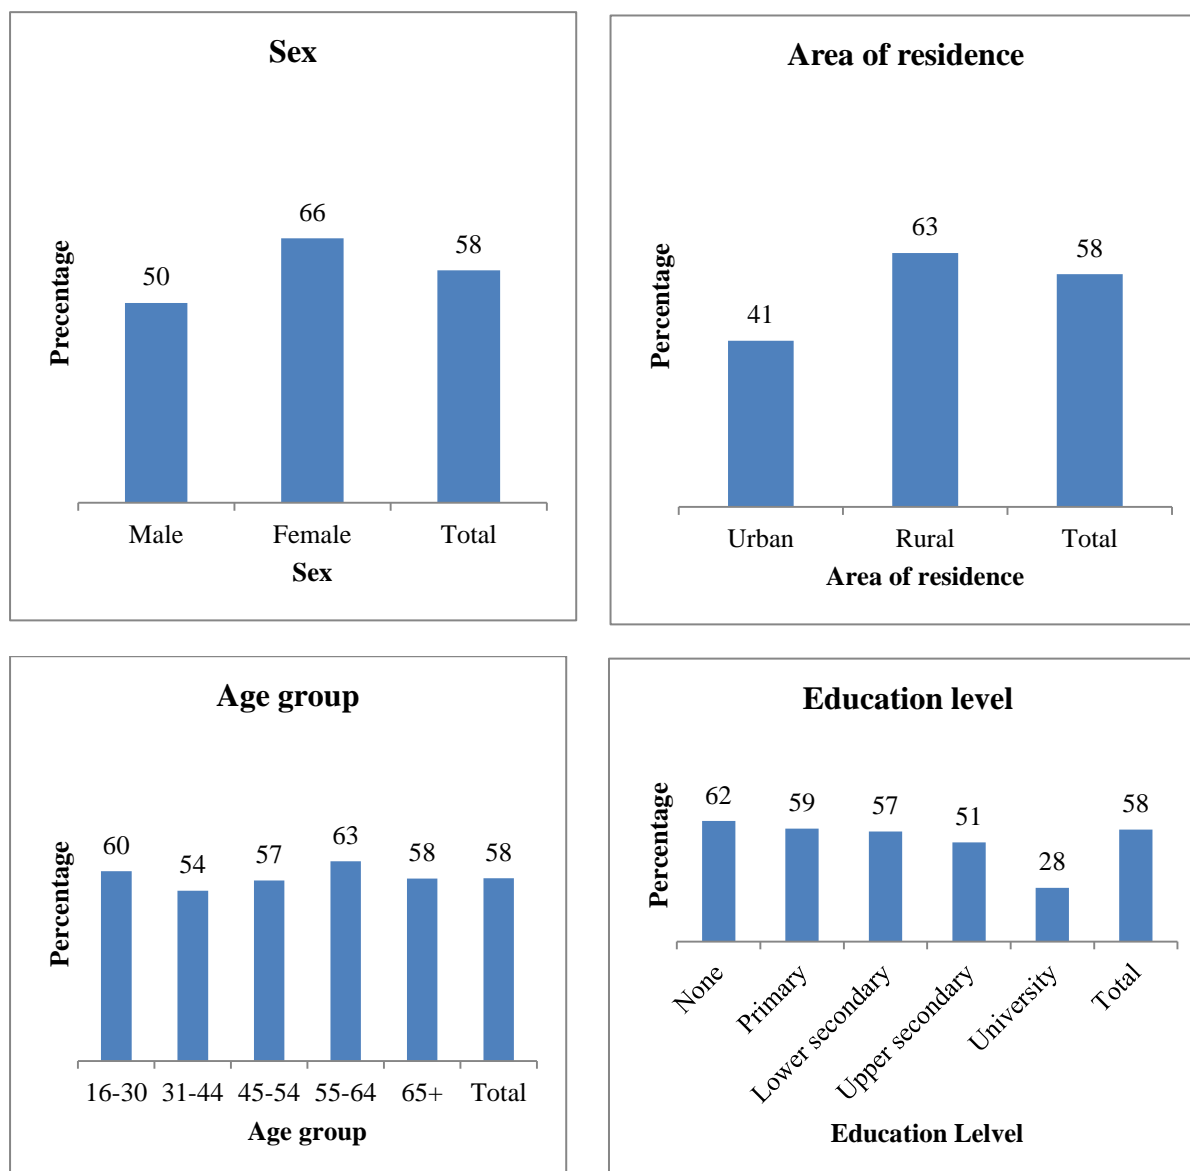 Sex
Precentage
66
58
50
Male Female Total
Sex
Area of residence
Percentage
63
58
41
Urban Rural Total
Area of residence
Age group
Percentage
60 54 57 63 58 58
16-30 31-44 45-54 55-64 65+ Total
Age group
Education level
Percentage
62 59 57 51 28 58
None
Primary
Lower secondary
Upper secondary
University
Total
Education Lelvel